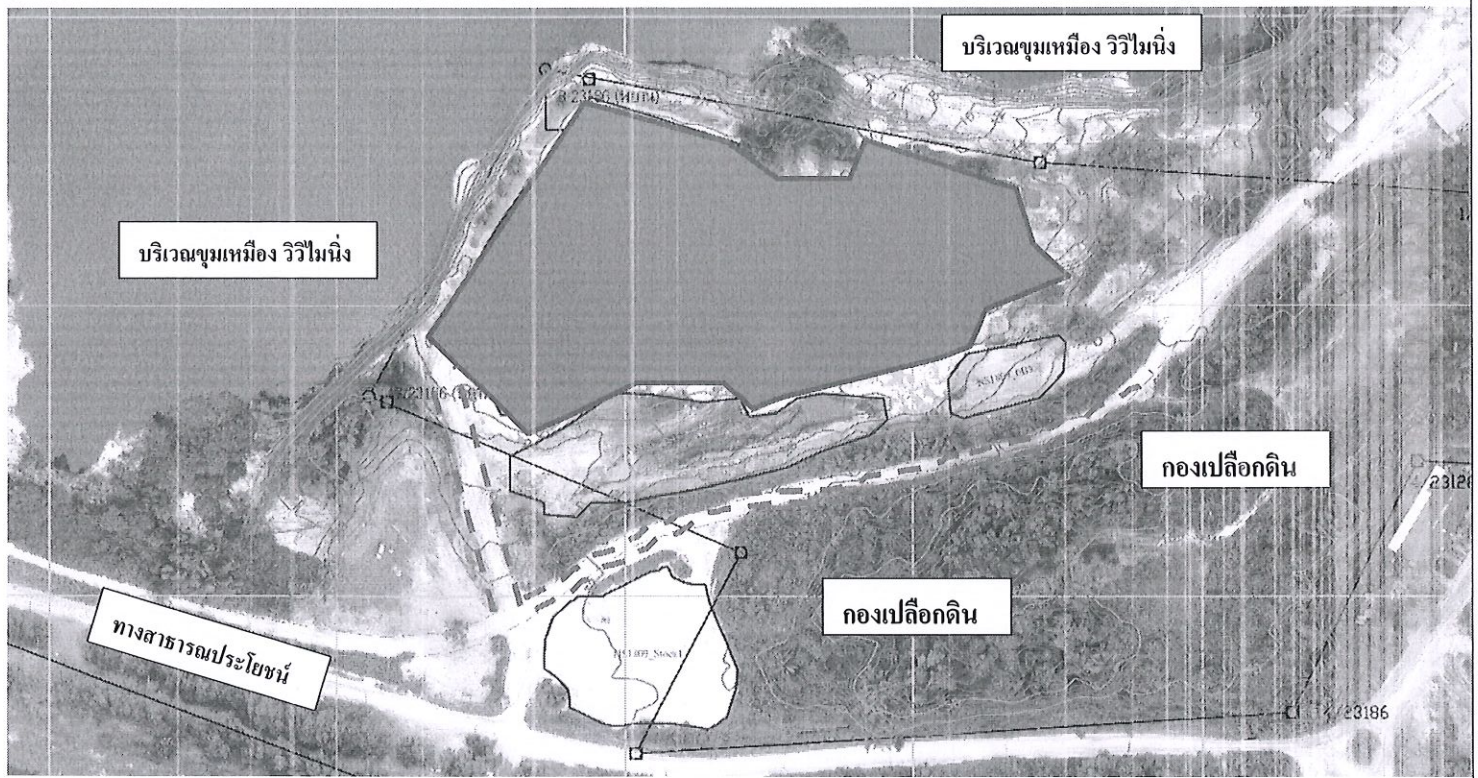 บริเวณขุมเหมือง วิวิไมนิ่ง
บริเวณขุมเหมือง วิวิไมนิ่ง
กองเปลือกดิน
กองเปลือกดิน
ทางสาธารณประโยชน์
/23186